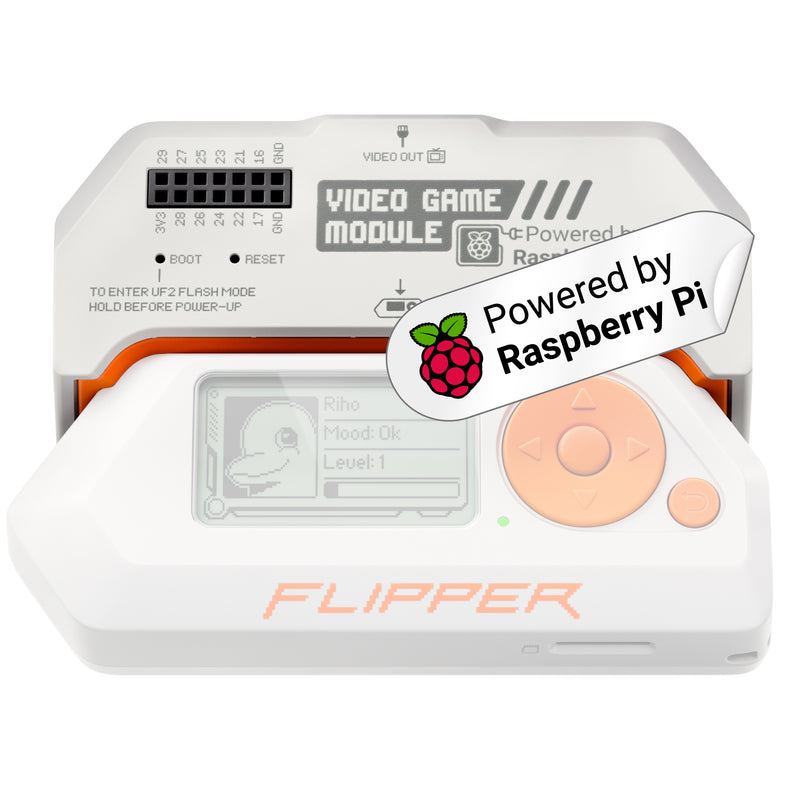 29 27 25 23 21 16 GND
3V3 28 26 24 22 17 GND
BOOT
RESET
TO ENTER UF2 FLASH MODE
HOLD BEFORE POWER-UP
VIDEO OUT
VIDEO GAME
MODULE
Powered by
Rasp
Powered by
Raspberry Pi
Riho
Mood: Ok
Level: 1
FLIPPER